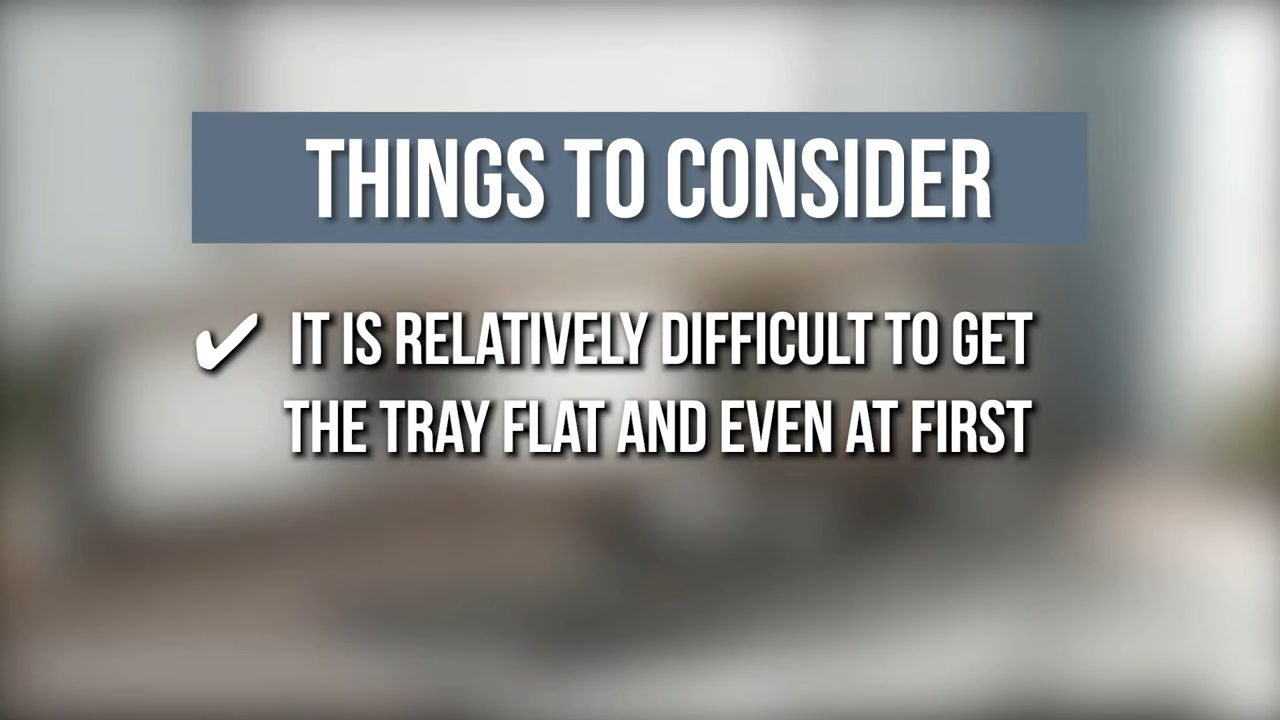 THINGS TO CONSIDER
✔ IT IS RELATIVELY DIFFICULT TO GET
THE TRAY FLAT AND EVEN AT FIRST